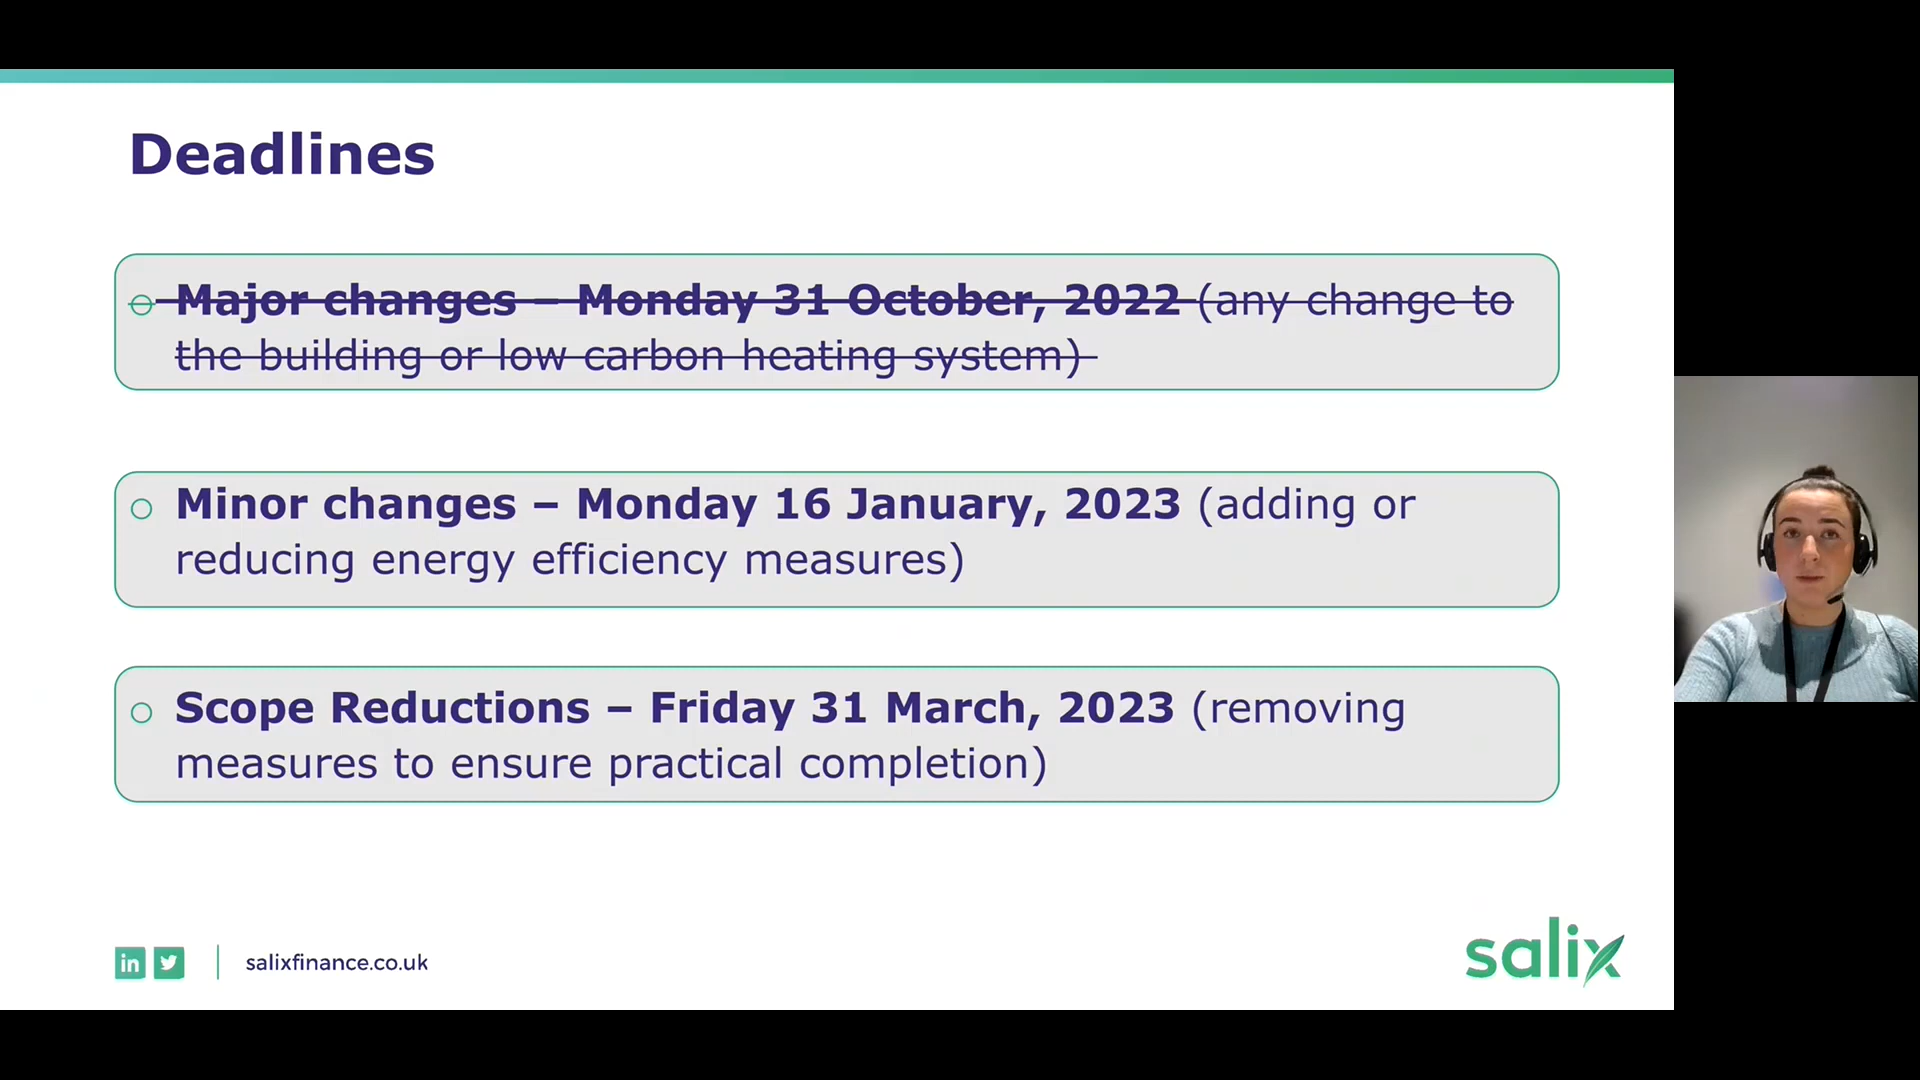 Deadlines
Major changes – Monday 31 October, 2022 (any change to
the building or low carbon heating system)
Minor changes – Monday 16 January, 2023 (adding or
reducing energy efficiency measures)
Scope Reductions – Friday 31 March, 2023 (removing
measures to ensure practical completion)
in
salixfinance.co.uk
salix